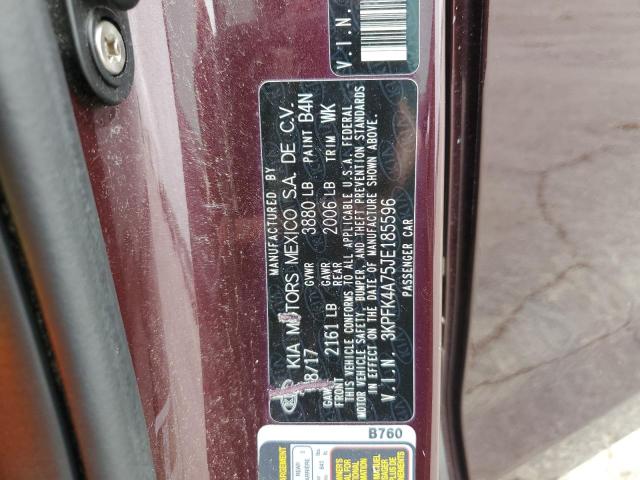 V.I.N.
MANUFACTURED BY
KIA MOTORS MEXICO S.A. DE C.V.
8/17 GVWR 3880 LB PAINT B4N
GAWR FRONT 2161 LB GAWR REAR 2006 LB TRIM WK
THIS VEHICLE CONFORMS TO ALL APPLICABLE U.S.A. FEDERAL
MOTOR VEHICLE SAFETY, BUMPER, AND THEFT PREVENTION STANDARDS
IN EFFECT ON THE DATE OF MANUFACTURE SHOWN ABOVE.
V.I.N. 3KPFK4A75JE185596
PASSENGER CAR
B760